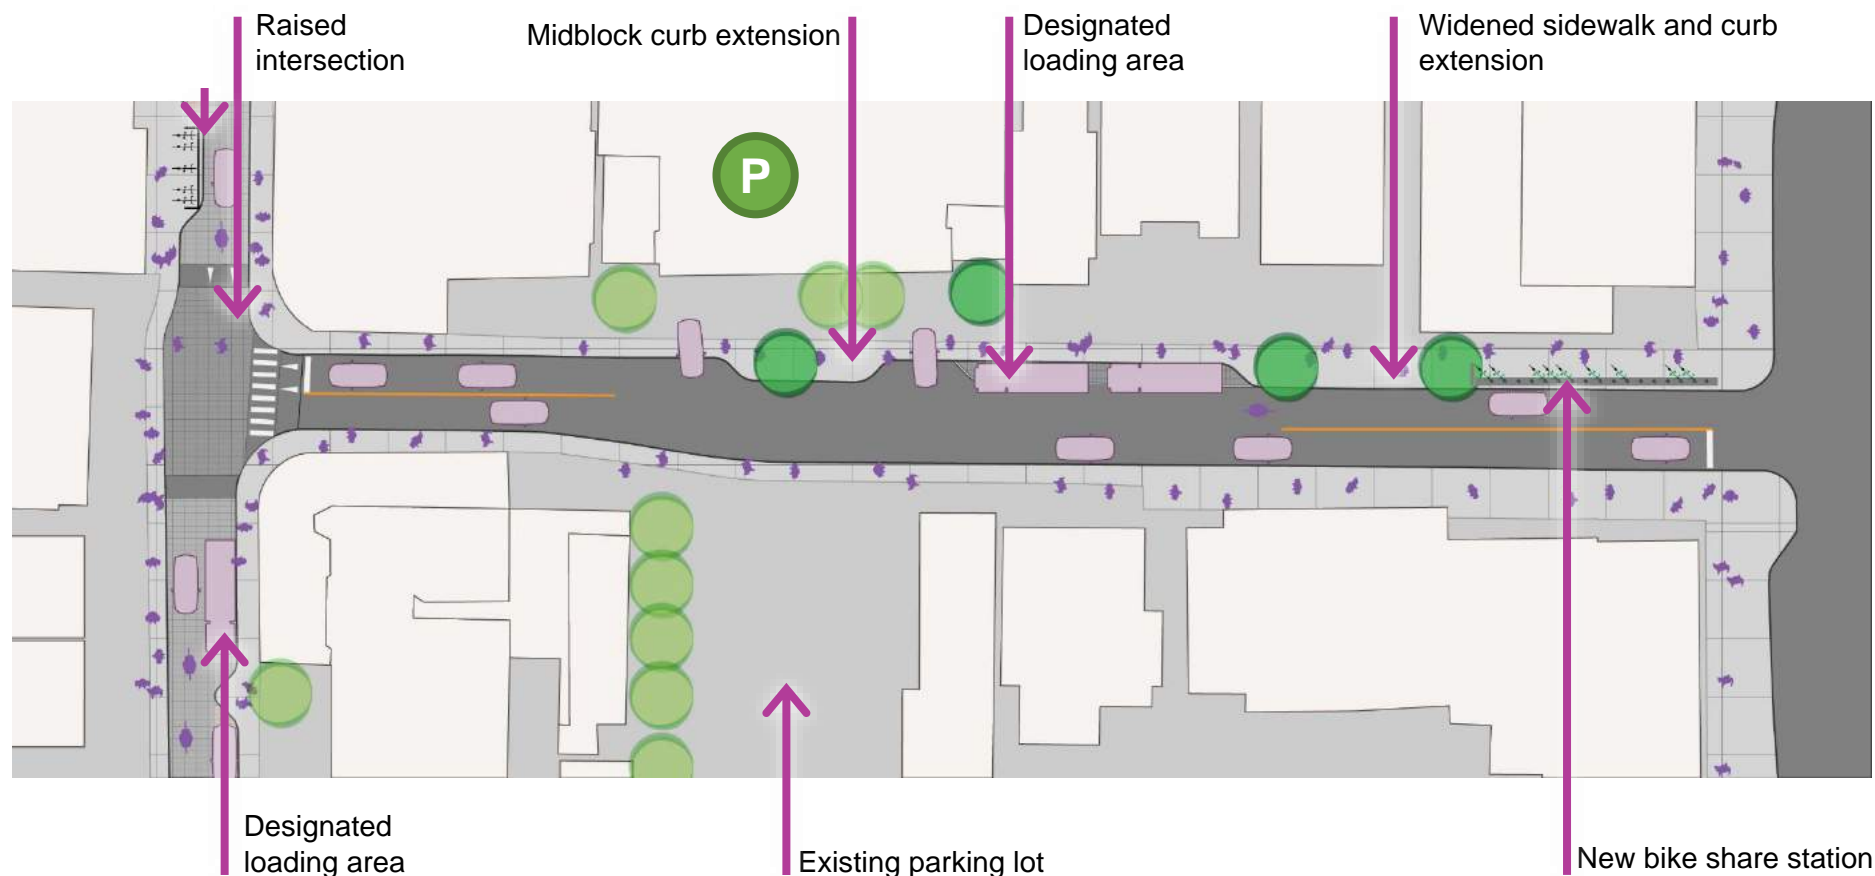 Raised
intersection
Midblock curb extension
Designated
loading area
Widened sidewalk and curb
extension
P
Designated
loading area
Existing parking lot
New bike share station